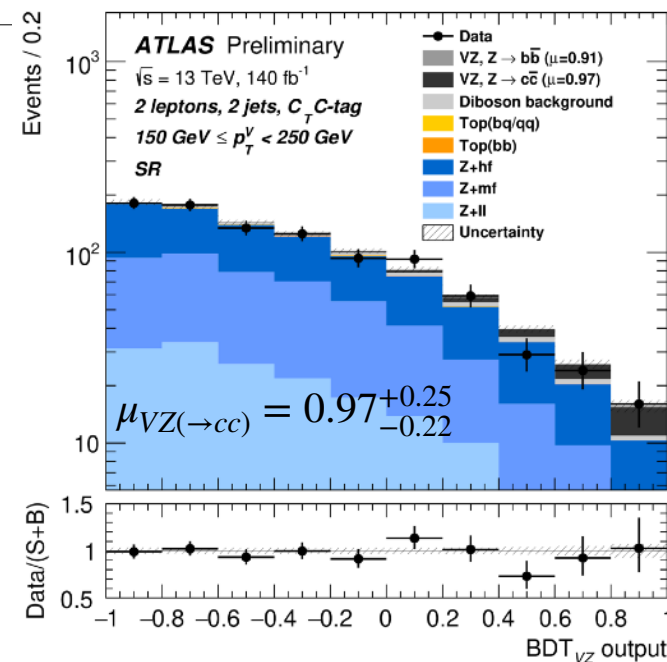 Events / 0.2
10³
10²
10
ATLAS Preliminary
√s = 13 TeV, 140 fb⁻¹
2 leptons, 2 jets, C_T C-tag
150 GeV ≤ p_T^V < 250 GeV
SR
Data
VZ, Z → bb̅ (μ=0.91)
VZ, Z → cc̅ (μ=0.97)
Diboson background
Top(bq/qq)
Top(bb)
Z+hf
Z+mf
Z+ll
Uncertainty
μ_VZ(→cc) = 0.97 +0.25 −0.22
Data/(S+B)
1.5
1
0.5
−1 −0.8 −0.6 −0.4 −0.2 0 0.2 0.4 0.6 0.8 1
BDT_VZ output